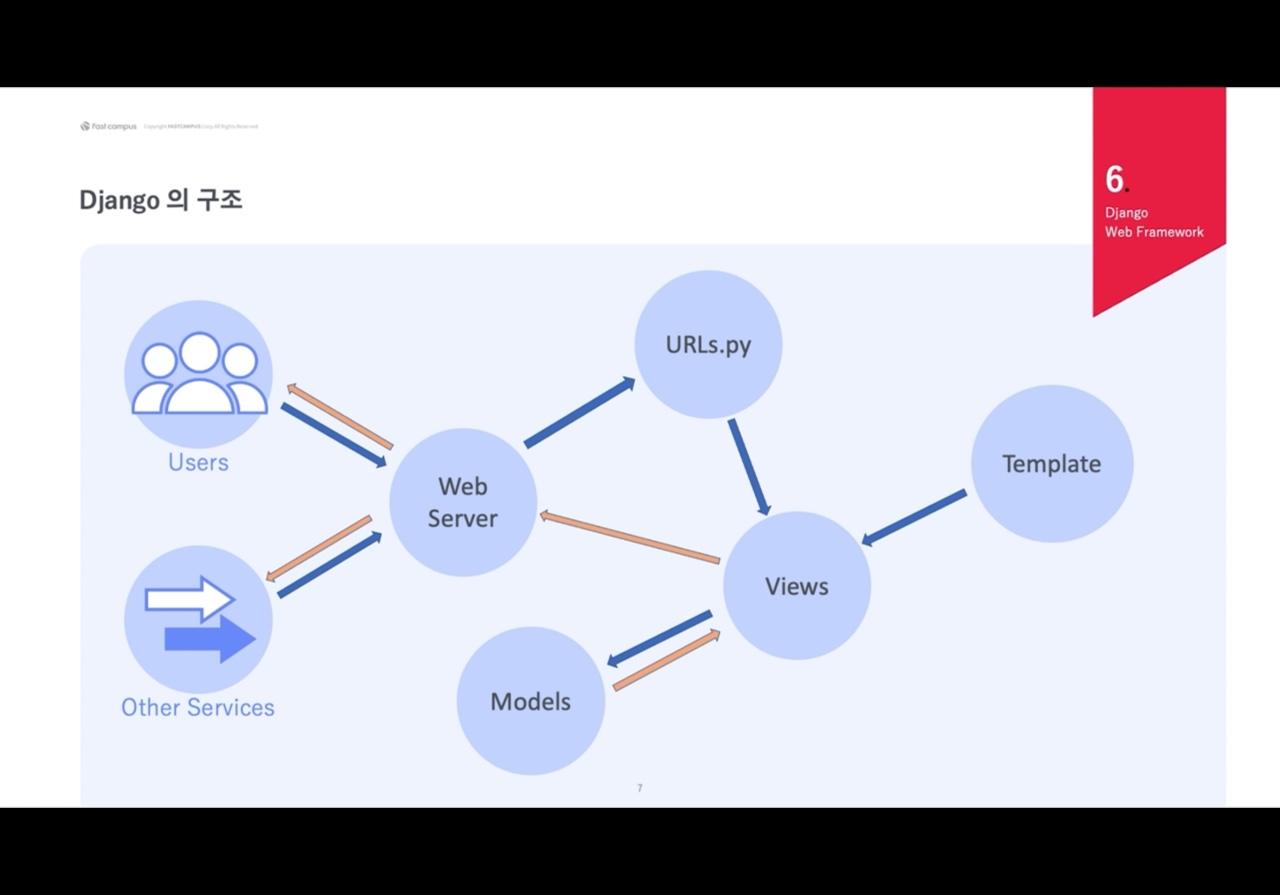 fast campus Copyright FASTCAMPUS Corp. All Rights Reserved
6.
Django
Web Framework
Django 의 구조
Users
Other Services
Web
Server
URLs.py
Views
Models
Template
7